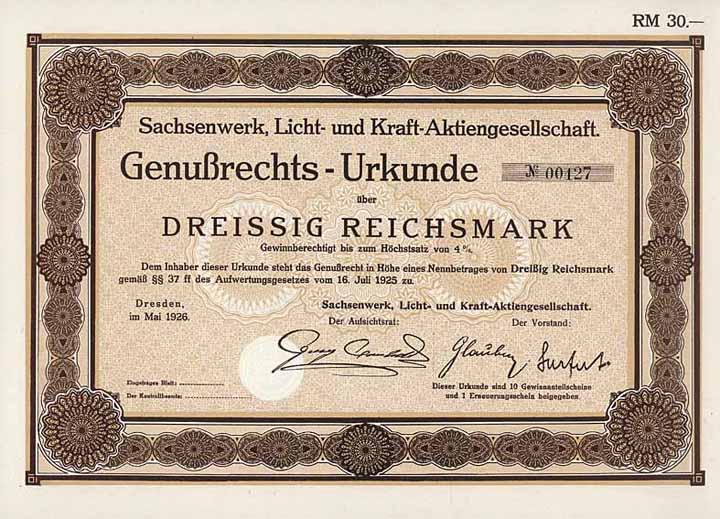 RM 30.—
Sachsenwerk, Licht- und Kraft-Aktiengesellschaft.
Genußrechts-Urkunde № 00427
über
DREISSIG REICHSMARK
Gewinnberechtigt bis zum Höchstsatz von 4%.
Dem Inhaber dieser Urkunde steht das Genußrecht in Höhe eines Nennbetrages von Dreißig Reichsmark
gemäß §§ 37 ff des Aufwertungsgesetzes vom 16. Juli 1925 zu.
Dresden,
im Mai 1926.
Sachsenwerk, Licht- und Kraft-Aktiengesellschaft.
Der Aufsichtsrat: Der Vorstand:
Eingetragen Blatt:
Der Kontrollbeamte:
Dieser Urkunde sind 10 Gewinnanteilscheine
und 1 Erneuerungsschein beigegeben.